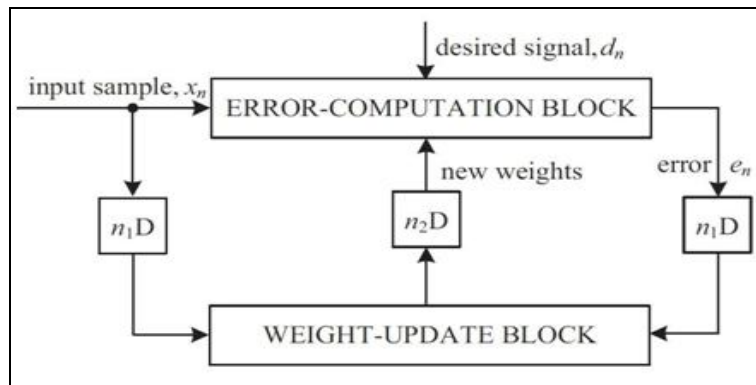 desired signal, dₙ
input sample, xₙ
ERROR-COMPUTATION BLOCK
new weights
error eₙ
n₁D
n₂D
n₁D
WEIGHT-UPDATE BLOCK